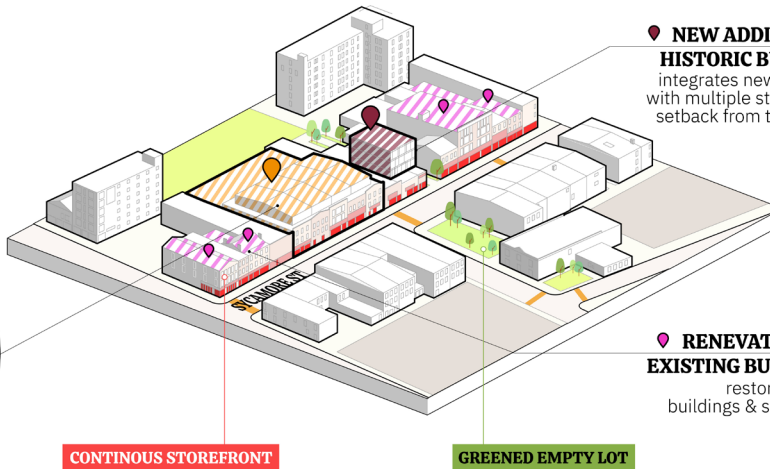 NEW ADDI
HISTORIC B
integrates new
with multiple st
setback from t
SYCAMORE ST
RENEVAT
EXISTING BU
restor
buildings & s
CONTINOUS STOREFRONT
GREENED EMPTY LOT